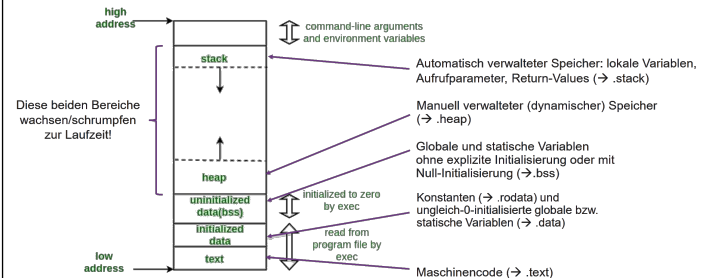 high
address
command-line arguments
and environment variables
stack
Automatisch verwalteter Speicher: lokale Variablen,
Aufrufparameter, Return-Values (→ .stack)
Diese beiden Bereiche
wachsen/schrumpfen
zur Laufzeit!
Manuell verwalteter (dynamischer) Speicher
(→ .heap)
Globale und statische Variablen
ohne explizite Initialisierung oder mit
Null-Initialisierung (→.bss)
heap
uninitialized
data(bss)
initialized to zero
by exec
Konstanten (→ .rodata) und
ungleich-0-initialisierte globale bzw.
statische Variablen (→ .data)
initialized
data
read from
program file by
exec
low
address
text
Maschinencode (→ .text)